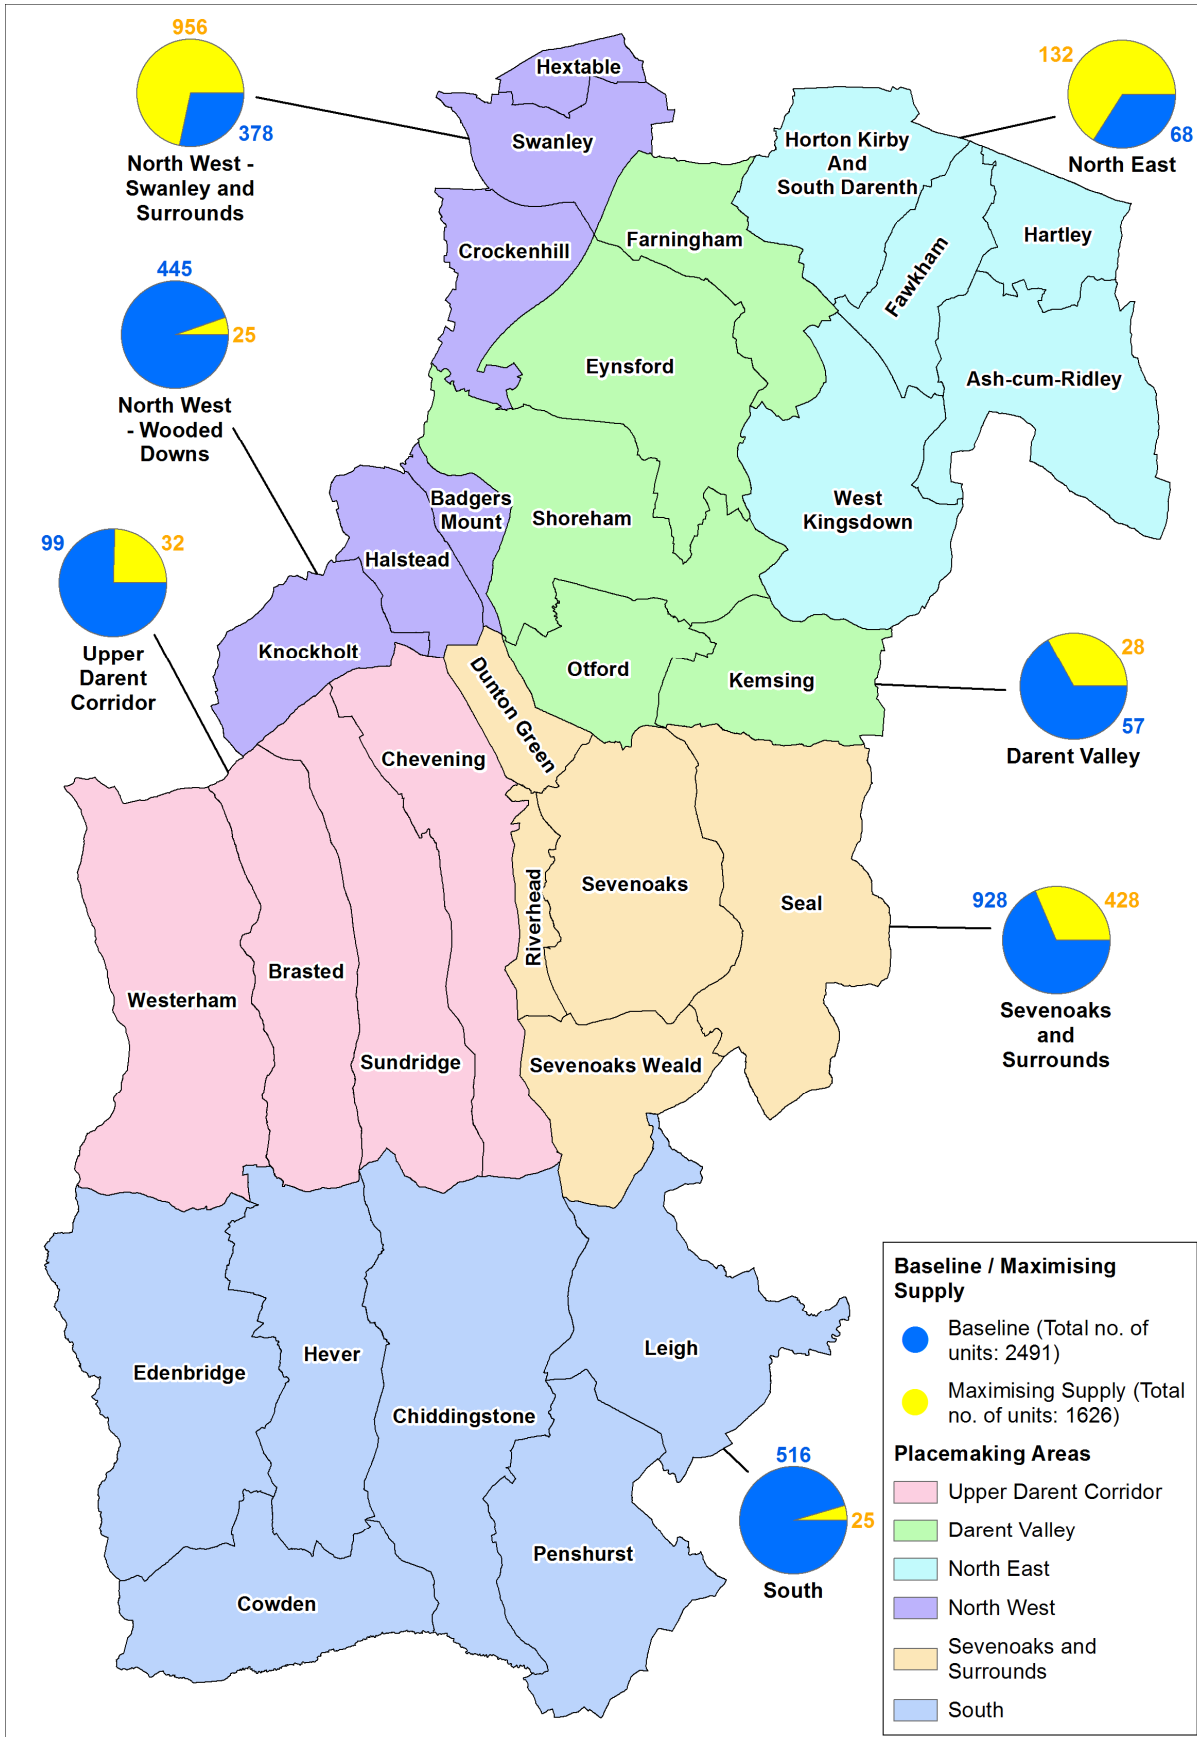 956
378
North West -
Swanley and
Surrounds
445
25
North West
- Wooded
Downs
99
32
Upper
Darent
Corridor
132
68
North East
28
57
Darent Valley
928
428
Sevenoaks
and
Surrounds
516
25
South
Hextable
Swanley
Crockenhill
Horton Kirby
And
South Darenth
Farningham
Fawkham
Hartley
Eynsford
Ash-cum-Ridley
Badgers
Mount
Shoreham
West
Kingsdown
Halstead
Knockholt
Otford
Kemsing
Dunton Green
Chevening
Riverhead
Sevenoaks
Seal
Brasted
Westerham
Sundridge
Sevenoaks Weald
Leigh
Hever
Edenbridge
Chiddingstone
Penshurst
Cowden
Baseline / Maximising
Supply
Baseline (Total no. of
units: 2491)
Maximising Supply (Total
no. of units: 1626)
Placemaking Areas
Upper Darent Corridor
Darent Valley
North East
North West
Sevenoaks and
Surrounds
South